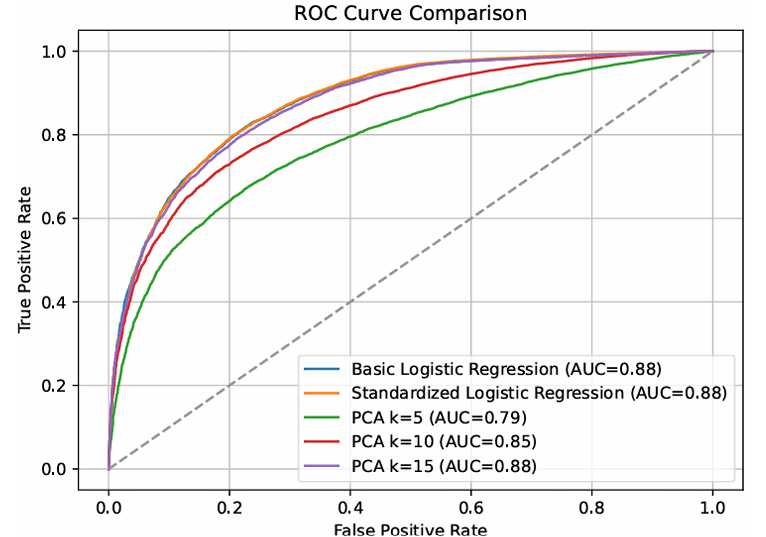 ROC Curve Comparison
True Positive Rate
1.0
0.8
0.6
0.4
0.2
0.0
Basic Logistic Regression (AUC=0.88)
Standardized Logistic Regression (AUC=0.88)
PCA k=5 (AUC=0.79)
PCA k=10 (AUC=0.85)
PCA k=15 (AUC=0.88)
0.0 0.2 0.4 0.6 0.8 1.0
False Positive Rate